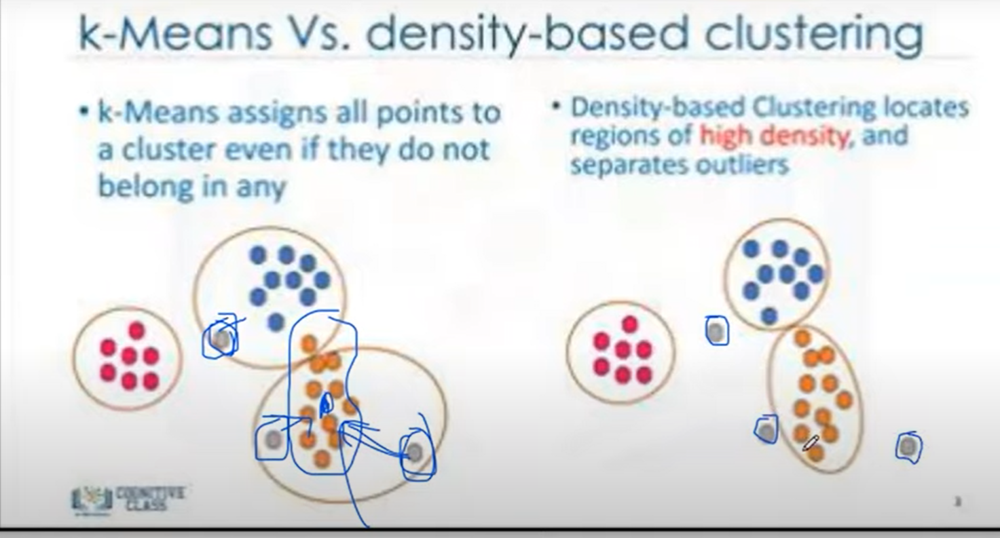 k-Means Vs. density-based clustering
• k-Means assigns all points to
a cluster even if they do not
belong in any
• Density-based Clustering locates
regions of high density, and
separates outliers
COGNITIVE
CLASS
3